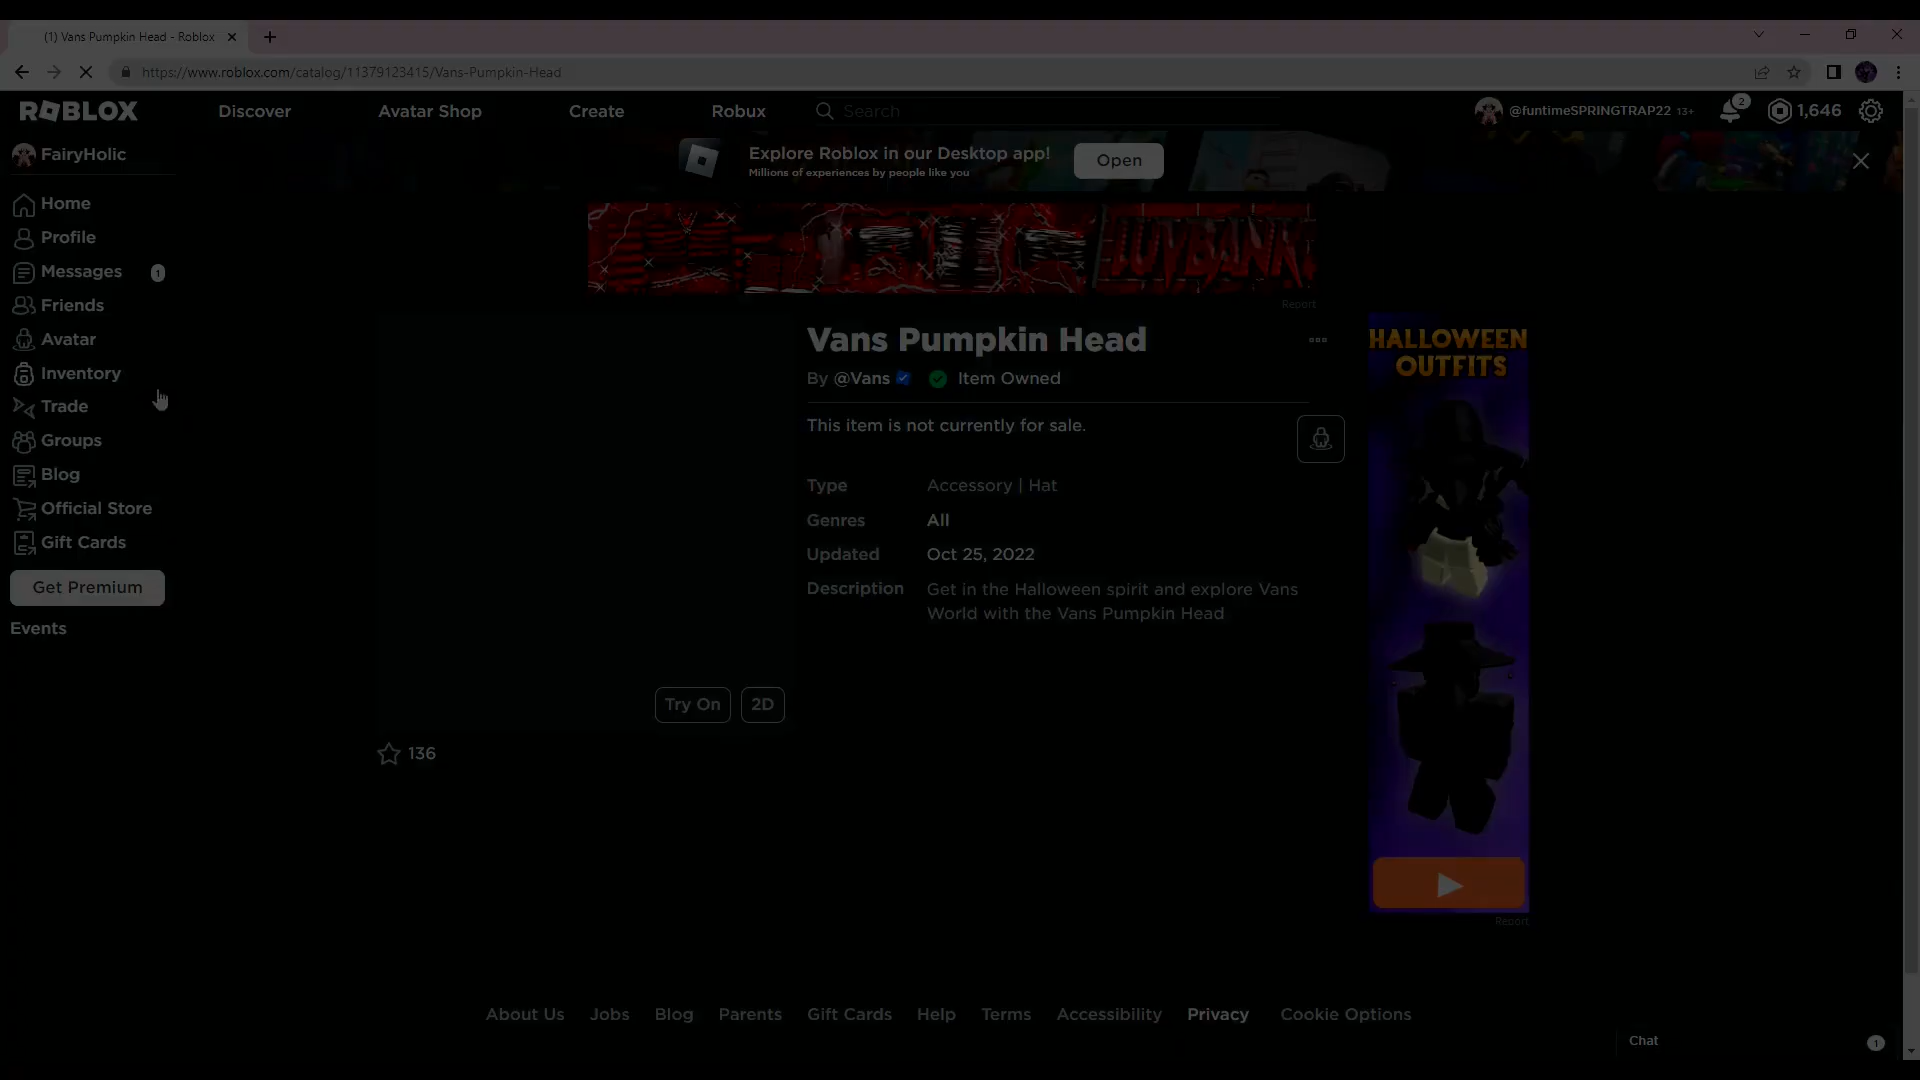 (1) Vans Pumpkin Head - Roblox
https://www.roblox.com/catalog/11379123415/Vans-Pumpkin-Head
ROBLOX
Discover
Avatar Shop
Create
Robux
Search
@funtimeSPRINGTRAP22 13+
2
1,646
FairyHolic
Explore Roblox in our Desktop app!
Millions of experiences by people like you
Open
Home
Profile
Messages 1
Friends
Avatar
Inventory
Trade
Groups
Blog
Official Store
Gift Cards
Get Premium
Events
LUVBANK
Report
Vans Pumpkin Head
By @Vans
Item Owned
This item is not currently for sale.
Type Accessory | Hat
Genres All
Updated Oct 25, 2022
Description Get in the Halloween spirit and explore Vans
World with the Vans Pumpkin Head
Try On
2D
136
HALLOWEEN
OUTFITS
Report
About Us Jobs Blog Parents Gift Cards Help Terms Accessibility Privacy Cookie Options
Chat
1